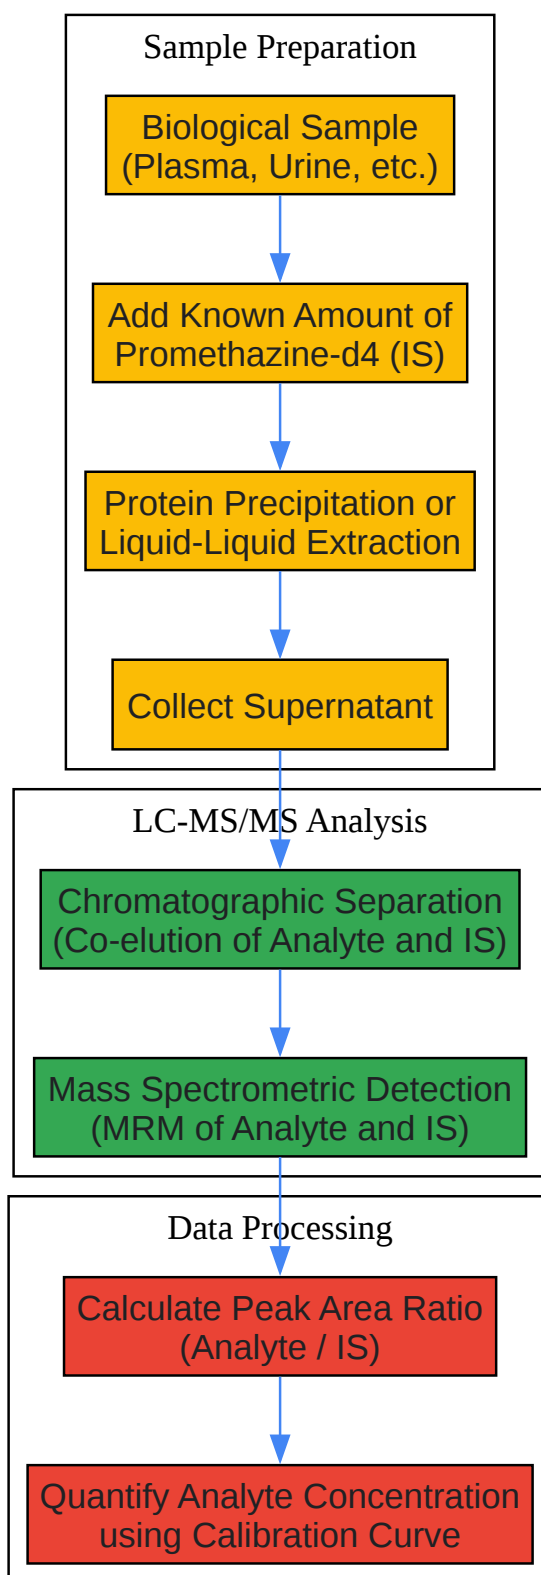 Sample Preparation
Biological Sample
(Plasma, Urine, etc.)
Add Known Amount of
Promethazine-d4 (IS)
Protein Precipitation or
Liquid-Liquid Extraction
Collect Supernatant
LC-MS/MS Analysis
Chromatographic Separation
(Co-elution of Analyte and IS)
Mass Spectrometric Detection
(MRM of Analyte and IS)
Data Processing
Calculate Peak Area Ratio
(Analyte / IS)
Quantify Analyte Concentration
using Calibration Curve